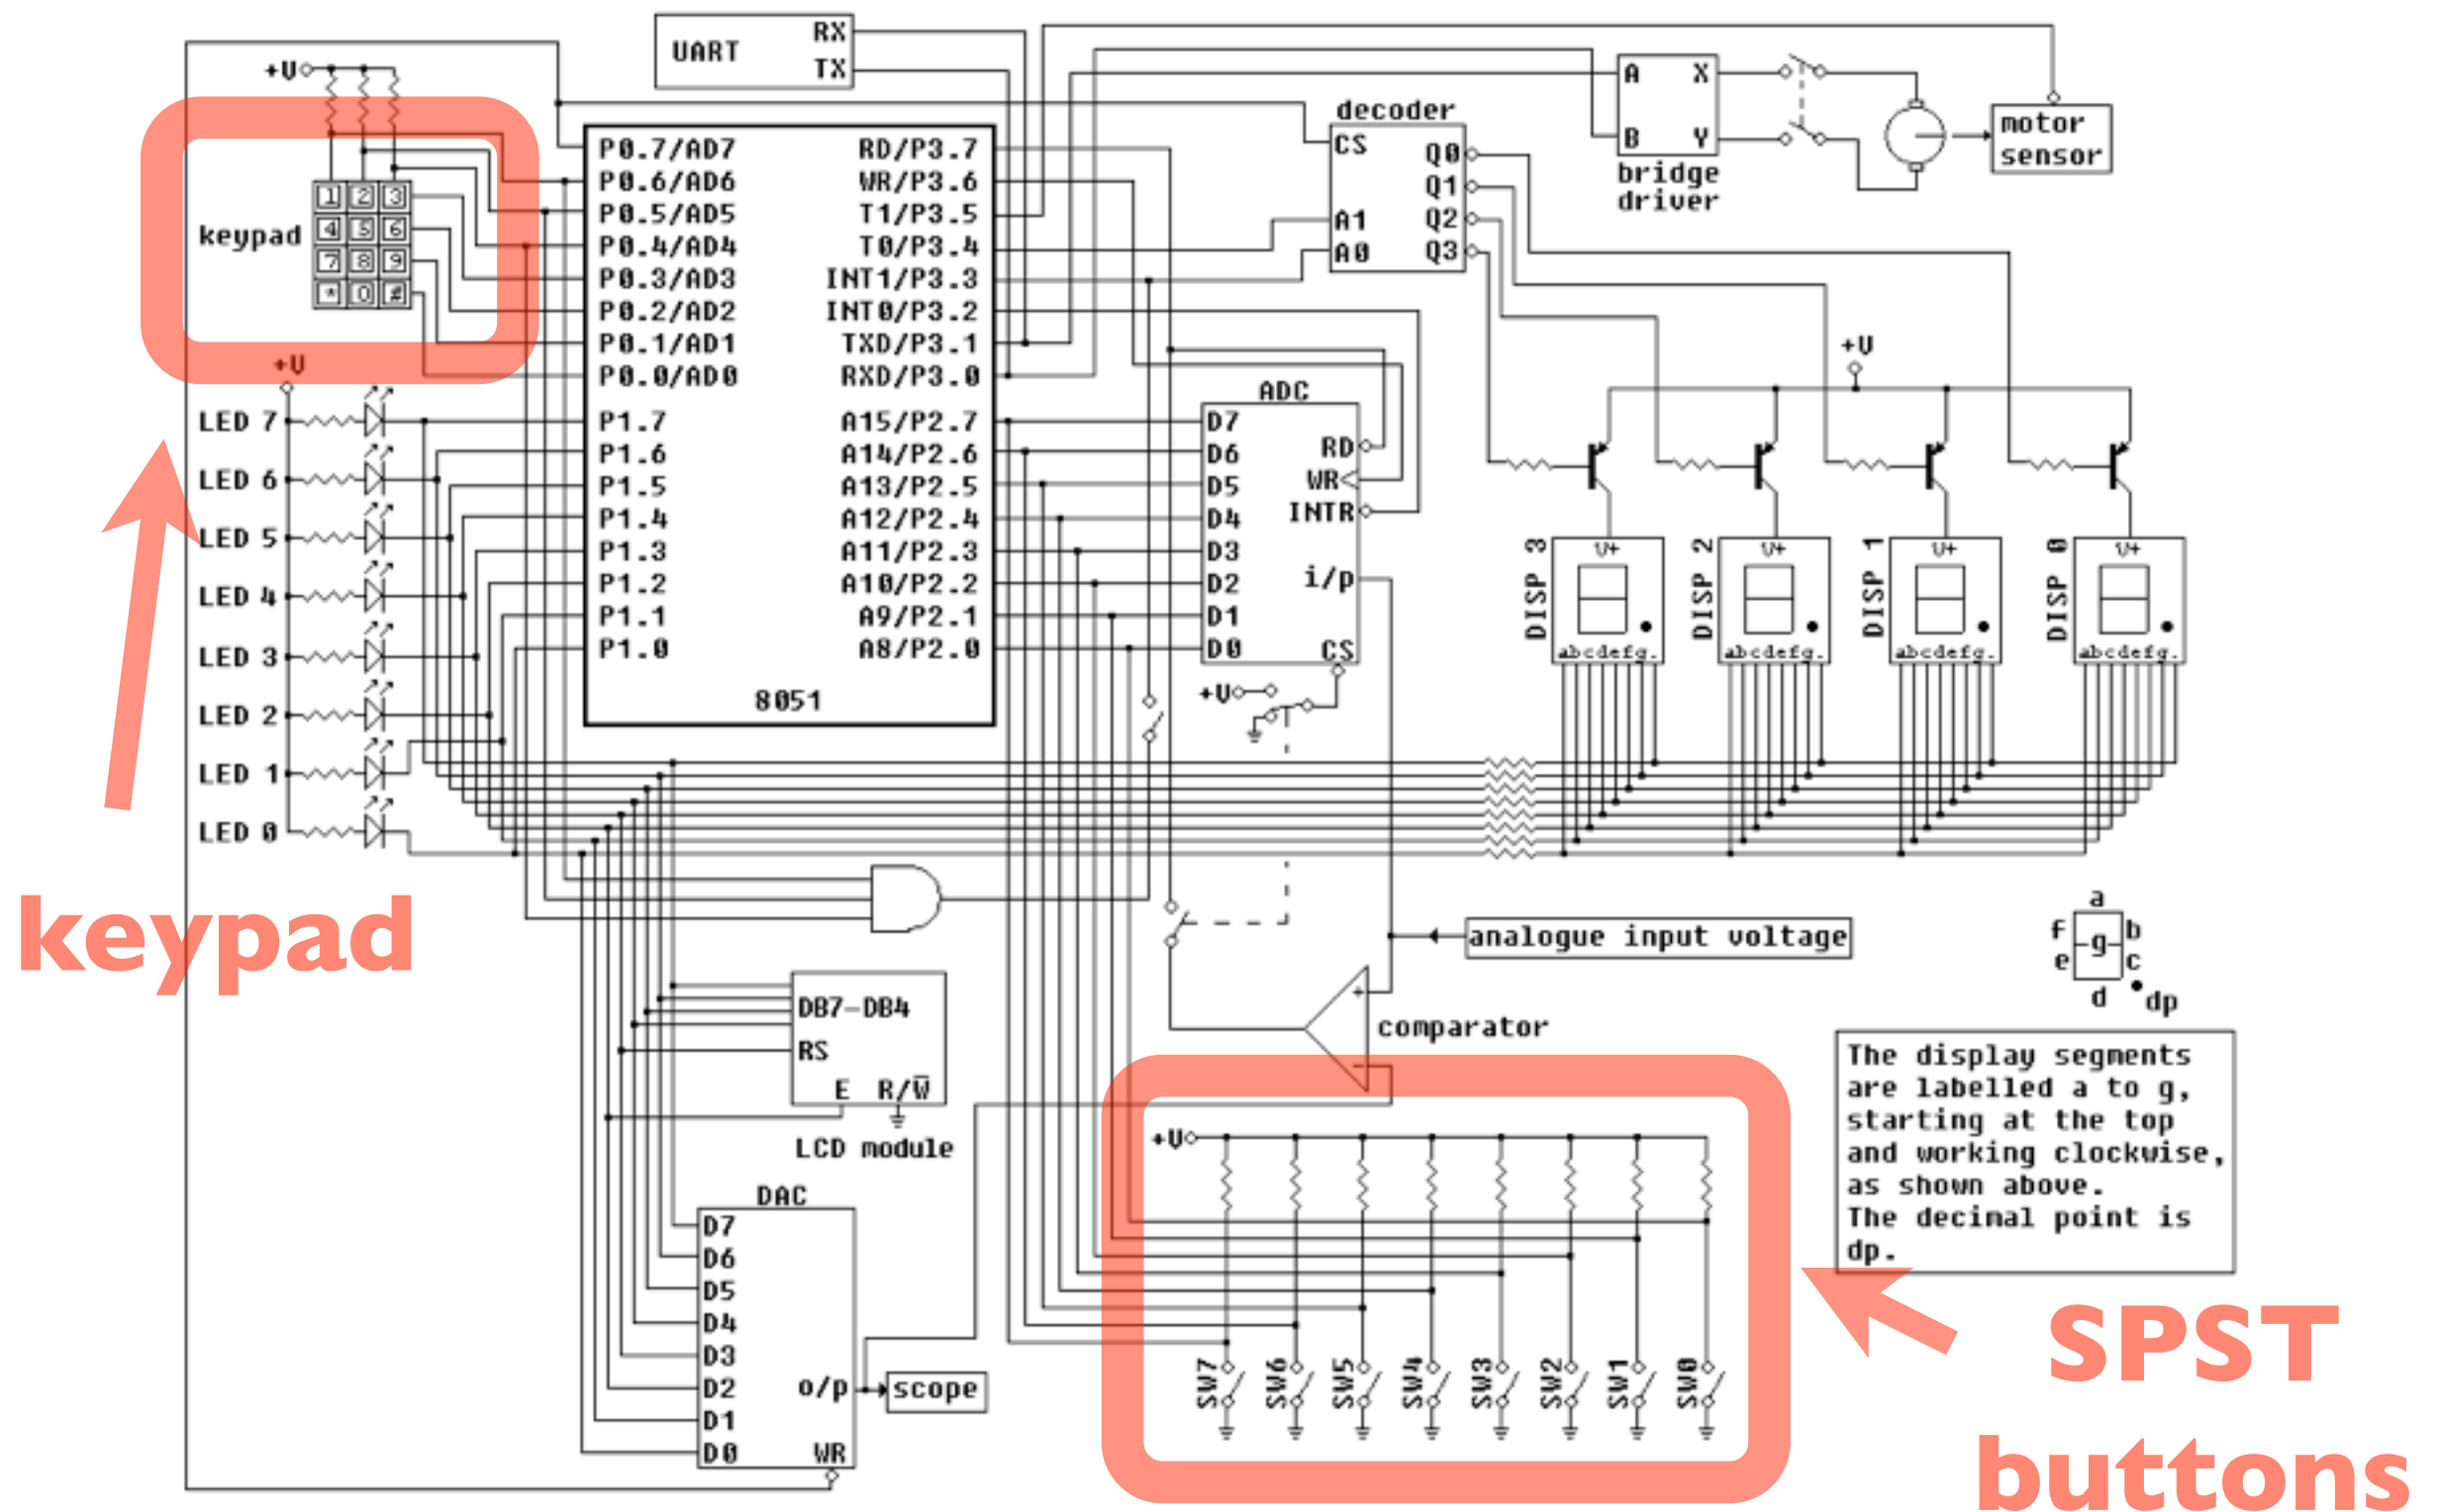 UART
RX
TX
+V
keypad
1 2 3
4 5 6
7 8 9
* 0 #
P0.7/AD7
P0.6/AD6
P0.5/AD5
P0.4/AD4
P0.3/AD3
P0.2/AD2
P0.1/AD1
P0.0/AD0
P1.7
P1.6
P1.5
P1.4
P1.3
P1.2
P1.1
P1.0
RD/P3.7
WR/P3.6
T1/P3.5
T0/P3.4
INT1/P3.3
INT0/P3.2
TXD/P3.1
RXD/P3.0
A15/P2.7
A14/P2.6
A13/P2.5
A12/P2.4
A11/P2.3
A10/P2.2
A9/P2.1
A8/P2.0
8051
decoder
CS
A1
A0
Q0
Q1
Q2
Q3
A
B
X
Y
bridge
driver
motor
sensor
+V
LED 7
LED 6
LED 5
LED 4
LED 3
LED 2
LED 1
LED 0
ADC
D7
D6
D5
D4
D3
D2
D1
D0
RD
WR
INTR
i/p
CS
+V
+V
DISP 3
V+
abcdefg.
DISP 2
V+
abcdefg.
DISP 1
V+
abcdefg.
DISP 0
V+
abcdefg.
keypad
analogue input voltage
comparator
+
-
a
f b
g
e c
d
dp
DB7-DB4
RS
E R/W̅
LCD module
DAC
D7
D6
D5
D4
D3
D2
D1
D0
o/p
WR
scope
+V
SW7
SW6
SW5
SW4
SW3
SW2
SW1
SW0
The display segments
are labelled a to g,
starting at the top
and working clockwise,
as shown above.
The decimal point is
dp.
SPST
buttons